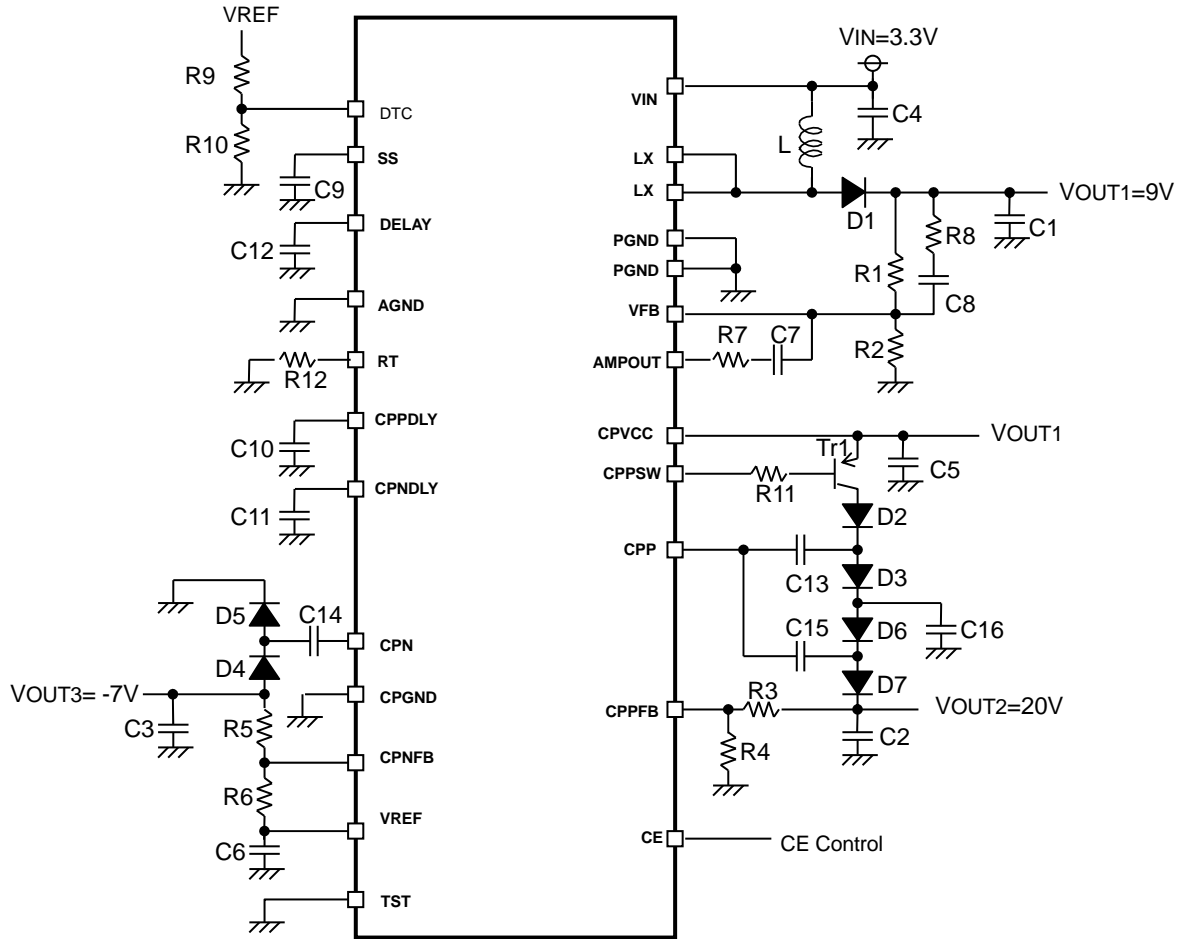 VREF
R9
R10
DTC
SS
C9
DELAY
C12
AGND
RT
R12
CPPDLY
C10
CPNDLY
C11
D5
C14
CPN
D4
VOUT3= -7V
CPGND
C3
R5
CPNFB
R6
VREF
C6
TST
VIN=3.3V
VIN
C4
L
LX
LX
D1
VOUT1=9V
C1
PGND
R8
PGND
R1
C8
VFB
R7
C7
R2
AMPOUT
CPVCC
VOUT1
Tr1
C5
CPPSW
R11
D2
CPP
C13
D3
C15
D6
C16
D7
R3
CPPFB
VOUT2=20V
R4
C2
CE
CE Control